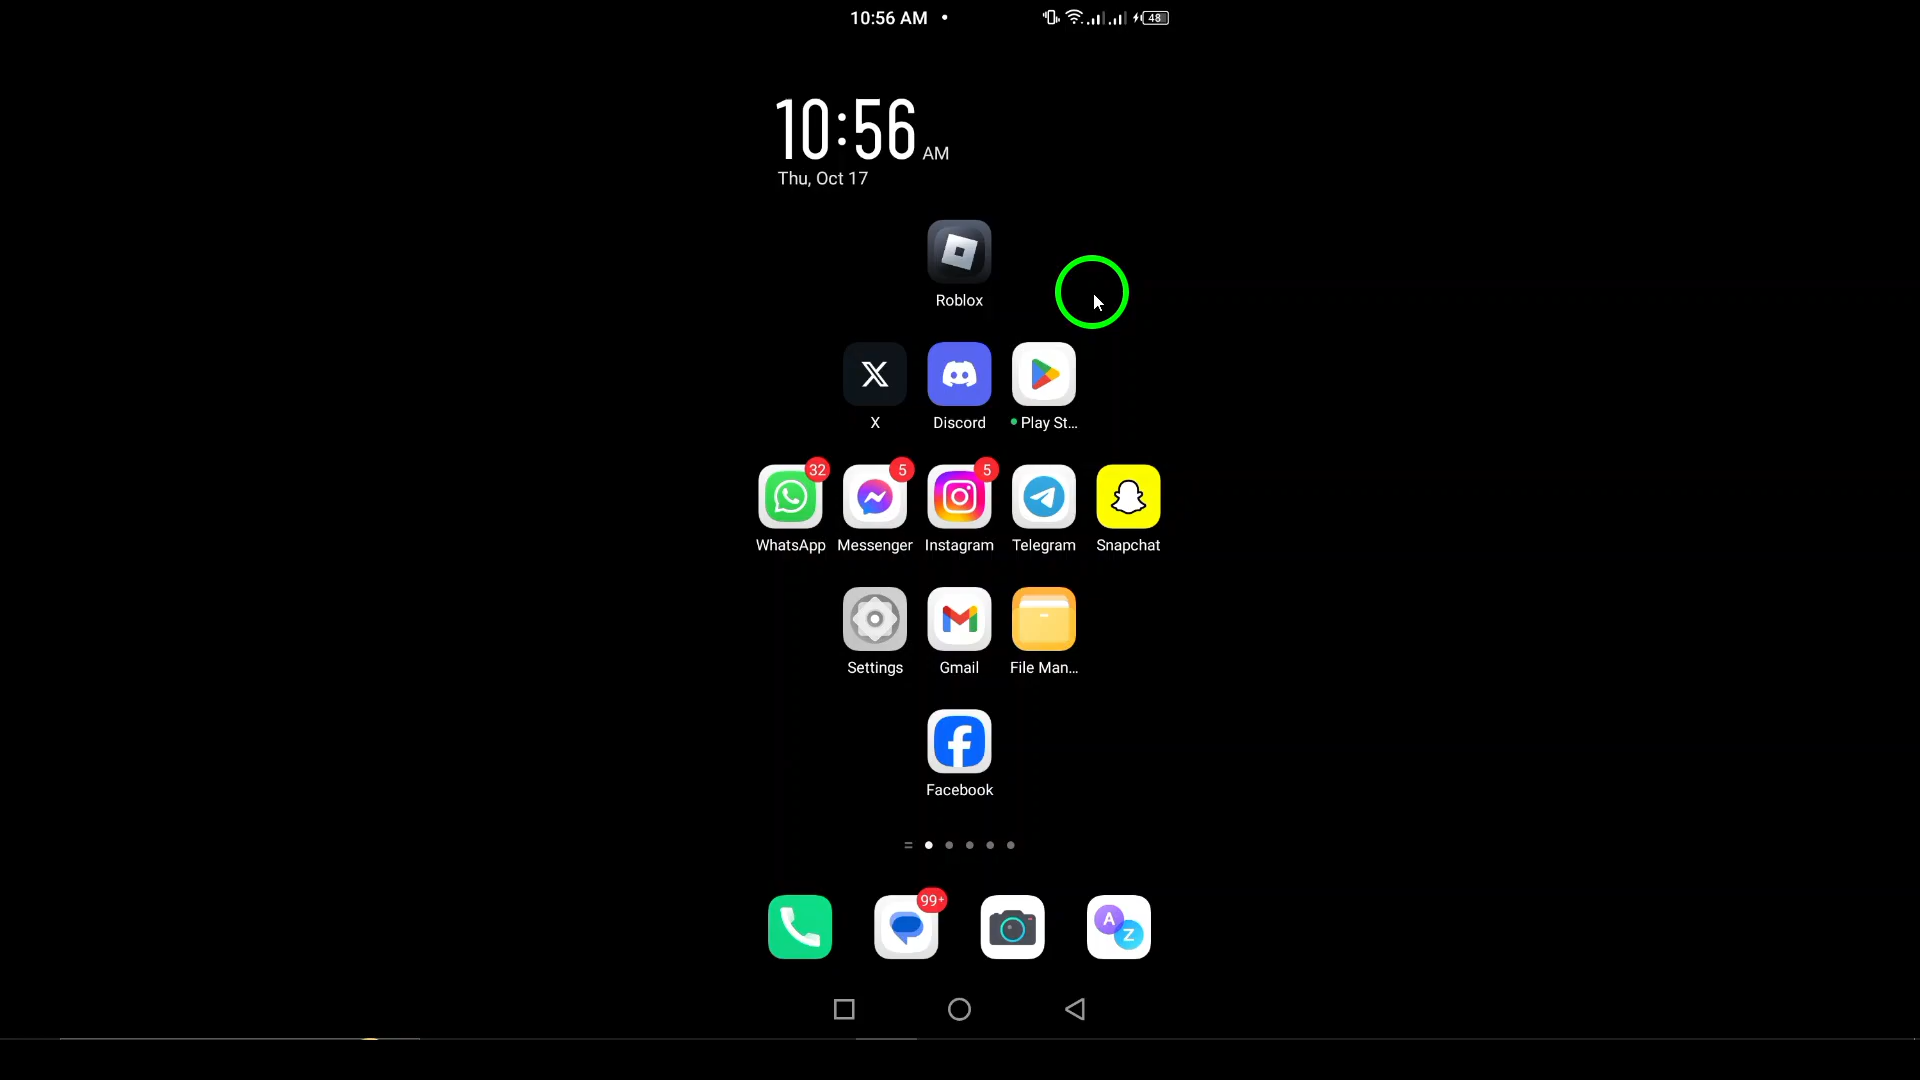 10:56 AM
48
10:56 AM
Thu, Oct 17
Roblox
X
Discord
Play St...
32
5
5
WhatsApp
Messenger
Instagram
Telegram
Snapchat
Settings
Gmail
File Man...
Facebook
99+
A
Z